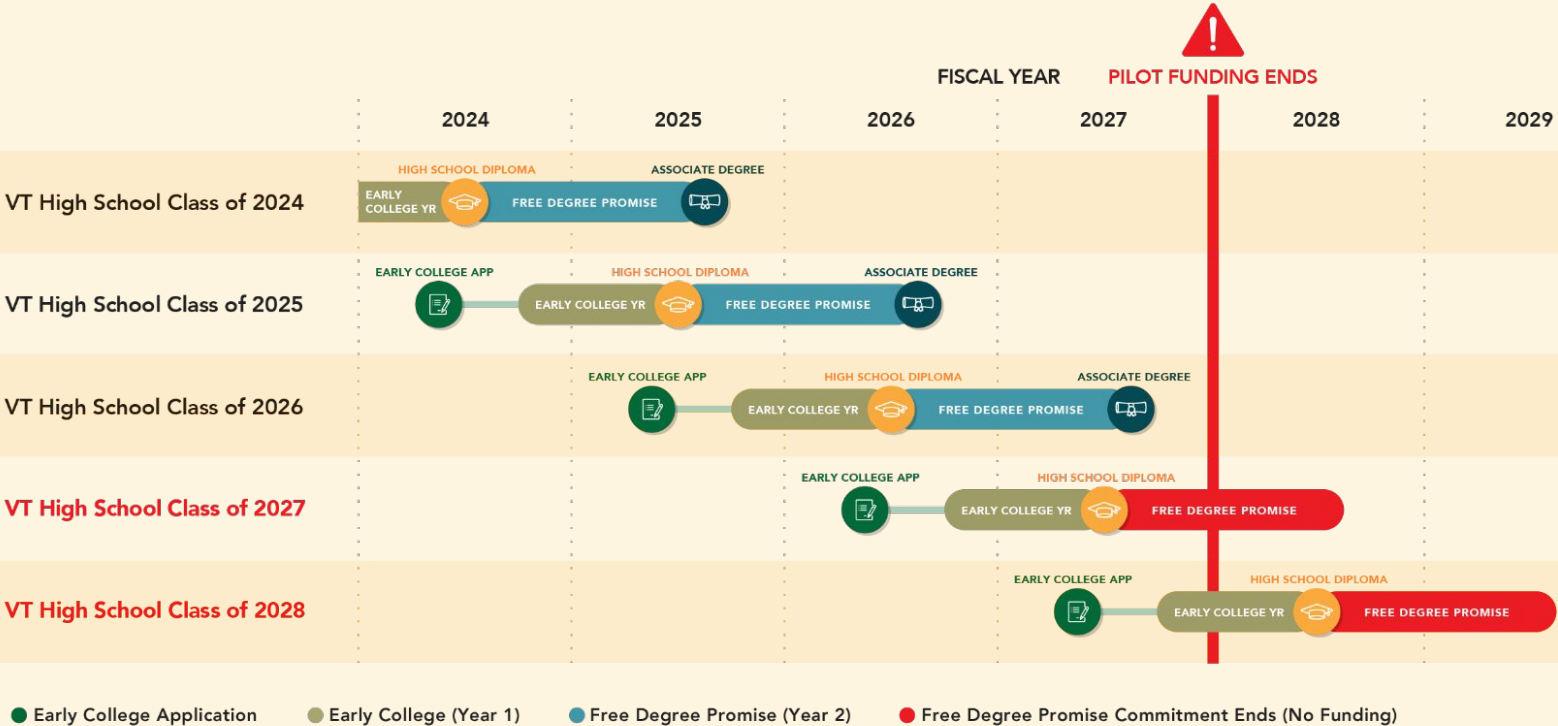 FISCAL YEAR
PILOT FUNDING ENDS
2024
2025
2026
2027
2028
2029
VT High School Class of 2024
HIGH SCHOOL DIPLOMA
ASSOCIATE DEGREE
EARLY
COLLEGE YR
FREE DEGREE PROMISE
VT High School Class of 2025
EARLY COLLEGE APP
HIGH SCHOOL DIPLOMA
ASSOCIATE DEGREE
EARLY COLLEGE YR
FREE DEGREE PROMISE
VT High School Class of 2026
EARLY COLLEGE APP
HIGH SCHOOL DIPLOMA
ASSOCIATE DEGREE
EARLY COLLEGE YR
FREE DEGREE PROMISE
VT High School Class of 2027
EARLY COLLEGE APP
HIGH SCHOOL DIPLOMA
EARLY COLLEGE YR
FREE DEGREE PROMISE
VT High School Class of 2028
EARLY COLLEGE APP
HIGH SCHOOL DIPLOMA
EARLY COLLEGE YR
FREE DEGREE PROMISE
Early College Application
Early College (Year 1)
Free Degree Promise (Year 2)
Free Degree Promise Commitment Ends (No Funding)